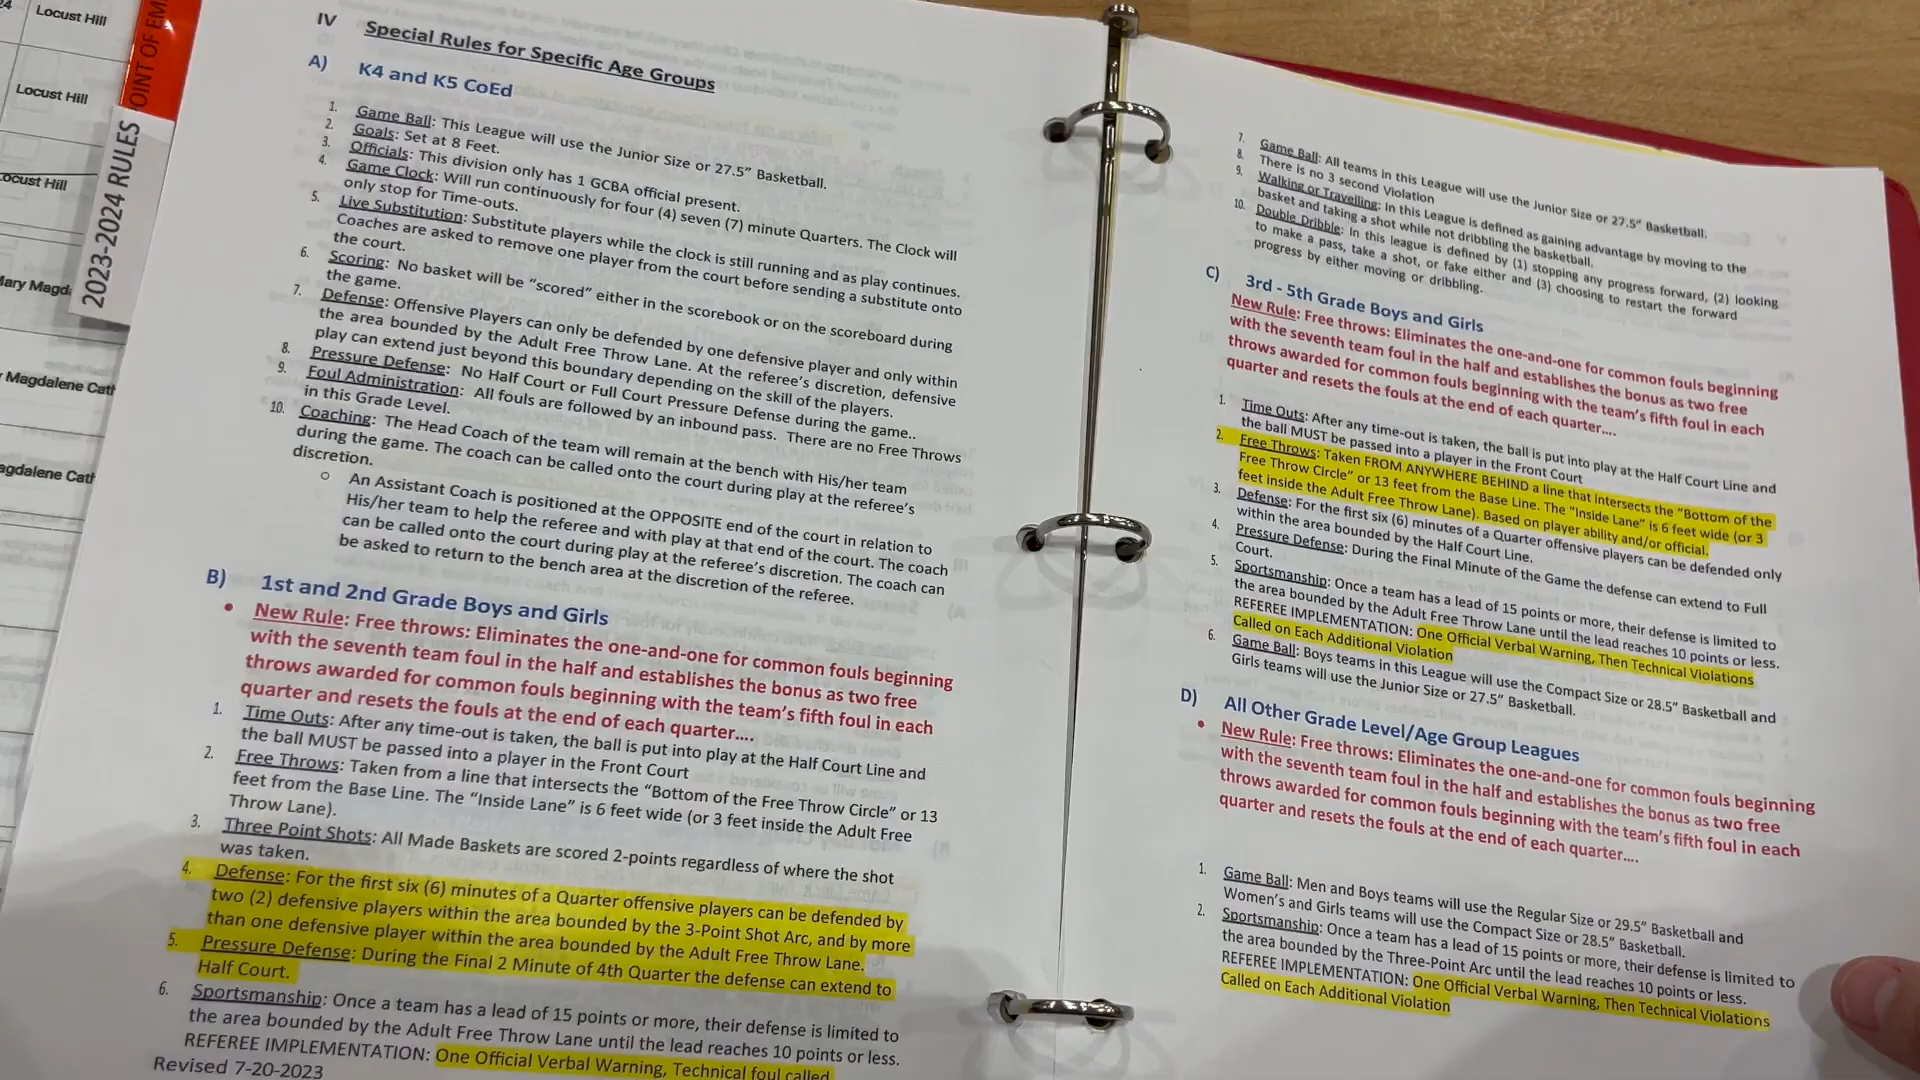 Locust Hill
Locust Hill
ocust Hill
Mary Magd
Magdalene Cath
agdalene Cath
OINT OF EM
2023-2024 RULES
IV Special Rules for Specific Age Groups
A) K4 and K5 CoEd
1. Game Ball: This League will use the Junior Size or 27.5” Basketball.
2. Goals: Set at 8 Feet.
3. Officials: This division only has 1 GCBA official present.
4. Game Clock: Will run continuously for four (4) seven (7) minute Quarters. The Clock will
only stop for Time-outs.
5. Live Substitution: Substitute players while the clock is still running and as play continues.
Coaches are asked to remove one player from the court before sending a substitute onto
the court.
6. Scoring: No basket will be “scored” either in the scorebook or on the scoreboard during
the game.
7. Defense: Offensive Players can only be defended by one defensive player and only within
the area bounded by the Adult Free Throw Lane. At the referee’s discretion, defensive
play can extend just beyond this boundary depending on the skill of the players.
8. Pressure Defense: No Half Court or Full Court Pressure Defense during the game..
9. Foul Administration: All fouls are followed by an inbound pass. There are no Free Throws
in this Grade Level.
10. Coaching: The Head Coach of the team will remain at the bench with His/her team
during the game. The coach can be called onto the court during play at the referee’s
discretion.
o An Assistant Coach is positioned at the OPPOSITE end of the court in relation to
His/her team to help the referee and with play at that end of the court. The coach
can be called onto the court during play at the referee’s discretion. The coach can
be asked to return to the bench area at the discretion of the referee.
B) 1st and 2nd Grade Boys and Girls
• New Rule: Free throws: Eliminates the one-and-one for common fouls beginning
with the seventh team foul in the half and establishes the bonus as two free
throws awarded for common fouls beginning with the team’s fifth foul in each
quarter and resets the fouls at the end of each quarter....
1. Time Outs: After any time-out is taken, the ball is put into play at the Half Court Line and
the ball MUST be passed into a player in the Front Court
2. Free Throws: Taken from a line that intersects the “Bottom of the Free Throw Circle” or 13
feet from the Base Line. The “Inside Lane” is 6 feet wide (or 3 feet inside the Adult Free
Throw Lane).
3. Three Point Shots: All Made Baskets are scored 2-points regardless of where the shot
was taken.
4. Defense: For the first six (6) minutes of a Quarter offensive players can be defended by
two (2) defensive players within the area bounded by the 3-Point Shot Arc, and by more
than one defensive player within the area bounded by the Adult Free Throw Lane.
5. Pressure Defense: During the Final 2 Minute of 4th Quarter the defense can extend to
Half Court.
6. Sportsmanship: Once a team has a lead of 15 points or more, their defense is limited to
the area bounded by the Adult Free Throw Lane until the lead reaches 10 points or less.
REFEREE IMPLEMENTATION: One Official Verbal Warning, Technical foul called
Revised 7-20-2023
7. Game Ball: All teams in this League will use the Junior Size or 27.5” Basketball.
8. There is no 3 second Violation
9. Walking or Travelling: In this League is defined as gaining advantage by moving to the
basket and taking a shot while not dribbling the basketball.
10. Double Dribble: In this league is defined by (1) stopping any progress forward, (2) looking
to make a pass, take a shot, or fake either and (3) choosing to restart the forward
progress by either moving or dribbling.
C) 3rd - 5th Grade Boys and Girls
New Rule: Free throws: Eliminates the one-and-one for common fouls beginning
with the seventh team foul in the half and establishes the bonus as two free
throws awarded for common fouls beginning with the team’s fifth foul in each
quarter and resets the fouls at the end of each quarter....
1. Time Outs: After any time-out is taken, the ball is put into play at the Half Court Line and
the ball MUST be passed into a player in the Front Court
2. Free Throws: Taken FROM ANYWHERE BEHIND a line that intersects the “Bottom of the
Free Throw Circle” or 13 feet from the Base Line. The “Inside Lane” is 6 feet wide (or 3
feet inside the Adult Free Throw Lane). Based on player ability and/or official.
3. Defense: For the first six (6) minutes of a Quarter offensive players can be defended only
within the area bounded by the Half Court Line.
4. Pressure Defense: During the Final Minute of the Game the defense can extend to Full
Court.
5. Sportsmanship: Once a team has a lead of 15 points or more, their defense is limited to
the area bounded by the Adult Free Throw Lane until the lead reaches 10 points or less.
REFEREE IMPLEMENTATION: One Official Verbal Warning, Then Technical Violations
Called on Each Additional Violation
6. Game Ball: Boys teams in this League will use the Compact Size or 28.5” Basketball and
Girls teams will use the Junior Size or 27.5” Basketball.
D) All Other Grade Level/Age Group Leagues
• New Rule: Free throws: Eliminates the one-and-one for common fouls beginning
with the seventh team foul in the half and establishes the bonus as two free
throws awarded for common fouls beginning with the team’s fifth foul in each
quarter and resets the fouls at the end of each quarter....
1. Game Ball: Men and Boys teams will use the Regular Size or 29.5” Basketball and
Women’s and Girls teams will use the Compact Size or 28.5” Basketball.
2. Sportsmanship: Once a team has a lead of 15 points or more, their defense is limited to
the area bounded by the Three-Point Arc until the lead reaches 10 points or less.
REFEREE IMPLEMENTATION: One Official Verbal Warning, Then Technical Violations
Called on Each Additional Violation